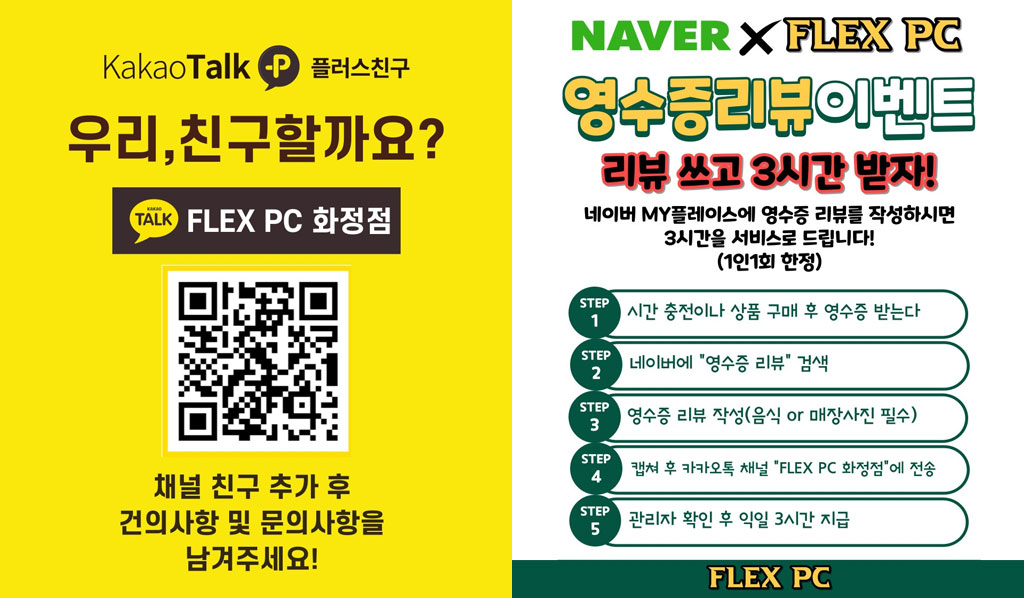 KakaoTalk P 플러스친구
우리,친구할까요?
KAKAO
TALK
FLEX PC 화정점
채널 친구 추가 후
건의사항 및 문의사항을
남겨주세요!
NAVER X FLEX PC
영수증리뷰이벤트
리뷰 쓰고 3시간 받자!
네이버 MY플레이스에 영수증 리뷰를 작성하시면
3시간을 서비스로 드립니다!
(1인1회 한정)
STEP
1
시간 충전이나 상품 구매 후 영수증 받는다
STEP
2
네이버에 "영수증 리뷰" 검색
STEP
3
영수증 리뷰 작성(음식 or 매장사진 필수)
STEP
4
캡쳐 후 카카오톡 채널 "FLEX PC 화정점"에 전송
STEP
5
관리자 확인 후 익일 3시간 지급
FLEX PC